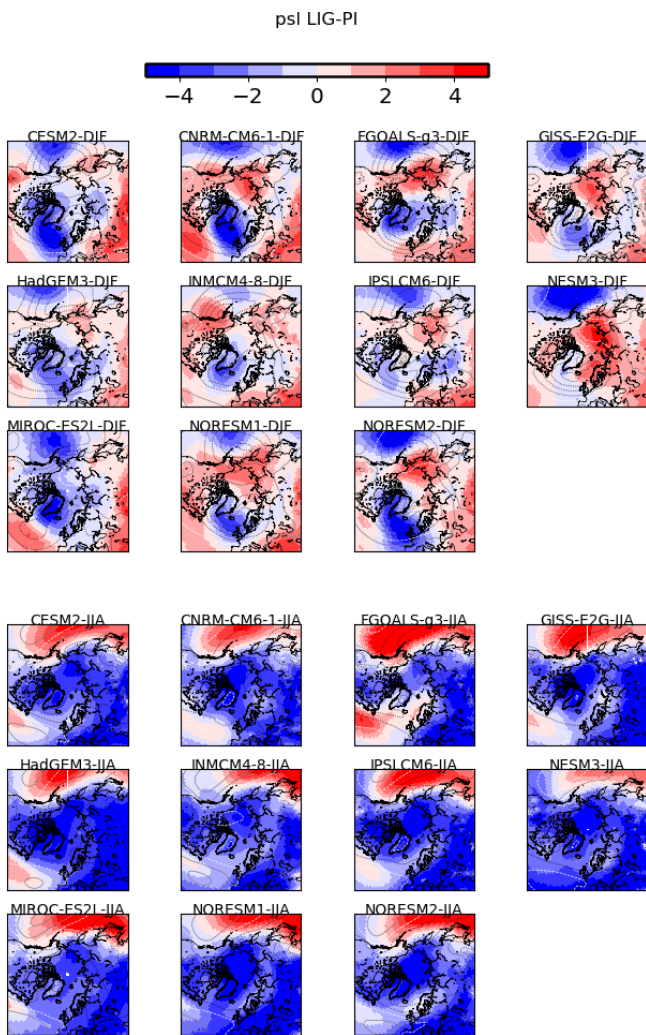 psl LIG-PI
−4 −2 0 2 4
CESM2-DJF CNRM-CM6-1-DJF FGOALS-g3-DJF GISS-E2G-DJF
HadGEM3-DJF INMCM4-8-DJF IPSLCM6-DJF NESM3-DJF
MIROC-ES2L-DJF NORESM1-DJF NORESM2-DJF
CESM2-JJA CNRM-CM6-1-JJA FGOALS-g3-JJA GISS-E2G-JJA
HadGEM3-JJA INMCM4-8-JJA IPSLCM6-JJA NESM3-JJA
MIROC-ES2L-JJA NORESM1-JJA NORESM2-JJA